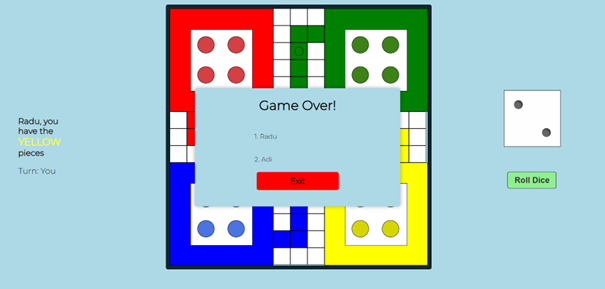 Radu, you
have the
YELLOW
pieces
Turn: You
Game Over!
1. Radu
2. Adi
Exit
Roll Dice